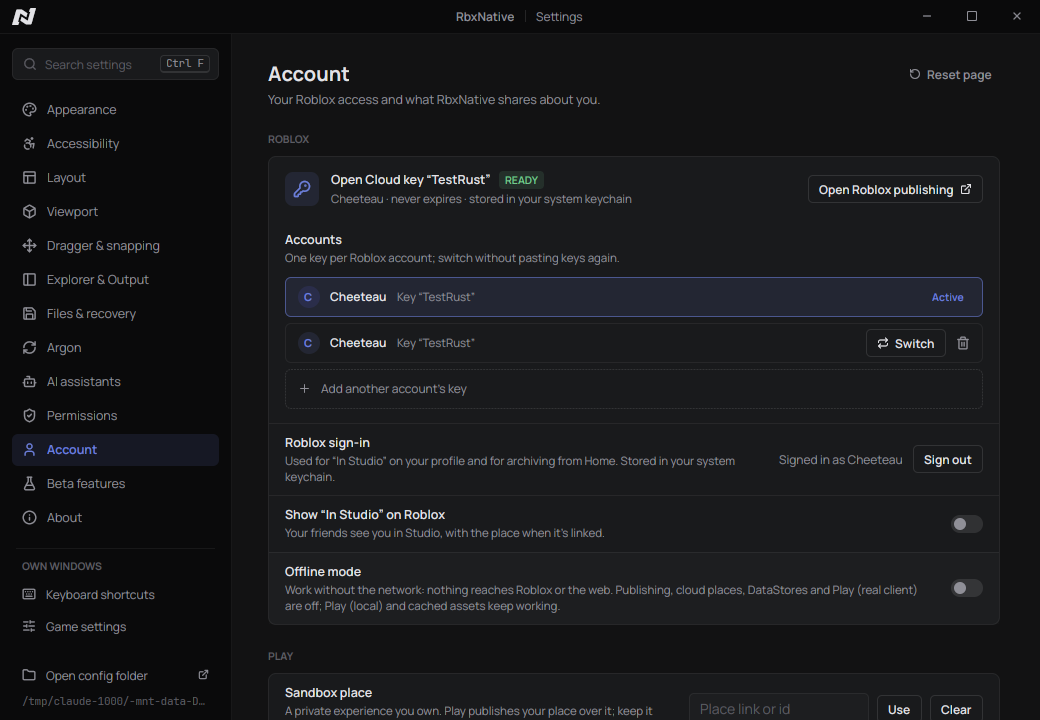 RbxNative
Settings
Search settings
Ctrl F
Appearance
Accessibility
Layout
Viewport
Dragger & snapping
Explorer & Output
Files & recovery
Argon
AI assistants
Permissions
Account
Beta features
About
OWN WINDOWS
Keyboard shortcuts
Game settings
Open config folder
/tmp/claude-1000/-mnt-data-D…
Account
Reset page
Your Roblox access and what RbxNative shares about you.
ROBLOX
Open Cloud key “TestRust” READY
Cheeteau · never expires · stored in your system keychain
Open Roblox publishing
Accounts
One key per Roblox account; switch without pasting keys again.
C Cheeteau Key “TestRust” Active
C Cheeteau Key “TestRust” Switch
Add another account’s key
Roblox sign-in
Used for “In Studio” on your profile and for archiving from Home. Stored in your system
keychain.
Signed in as Cheeteau
Sign out
Show “In Studio” on Roblox
Your friends see you in Studio, with the place when it’s linked.
Offline mode
Work without the network: nothing reaches Roblox or the web. Publishing, cloud places, DataStores and Play (real client)
are off; Play (local) and cached assets keep working.
PLAY
Sandbox place
A private experience you own. Play publishes your place over it; keep it
Place link or id
Use
Clear